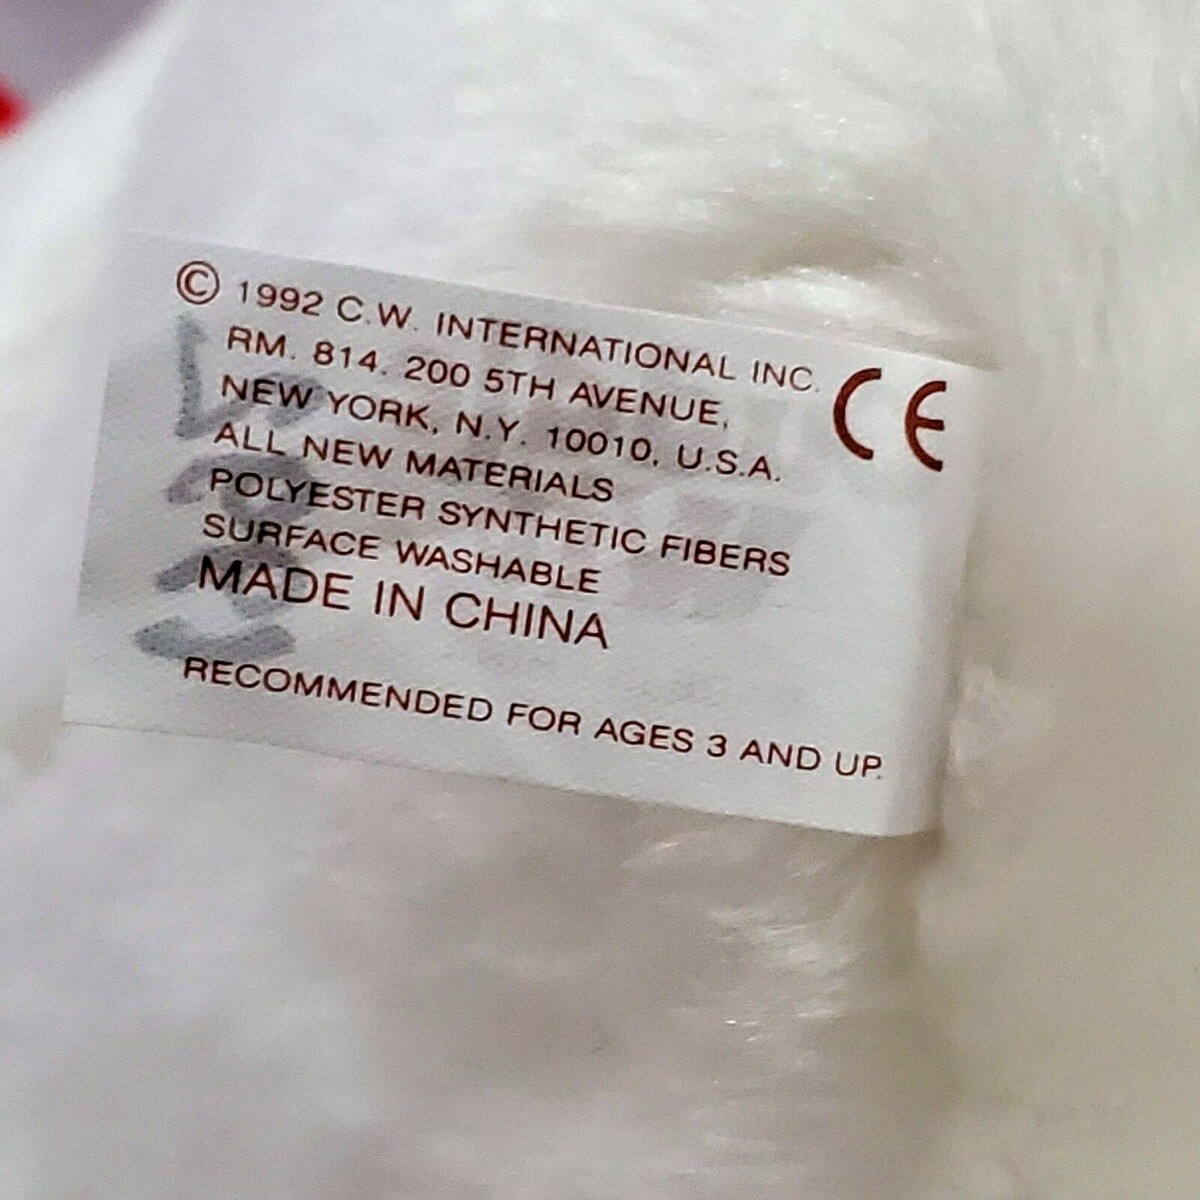 © 1992 C.W. INTERNATIONAL INC.
RM. 814. 200 5TH AVENUE,
NEW YORK, N.Y. 10010, U.S.A.
ALL NEW MATERIALS
POLYESTER SYNTHETIC FIBERS
SURFACE WASHABLE
MADE IN CHINA
RECOMMENDED FOR AGES 3 AND UP.
CE